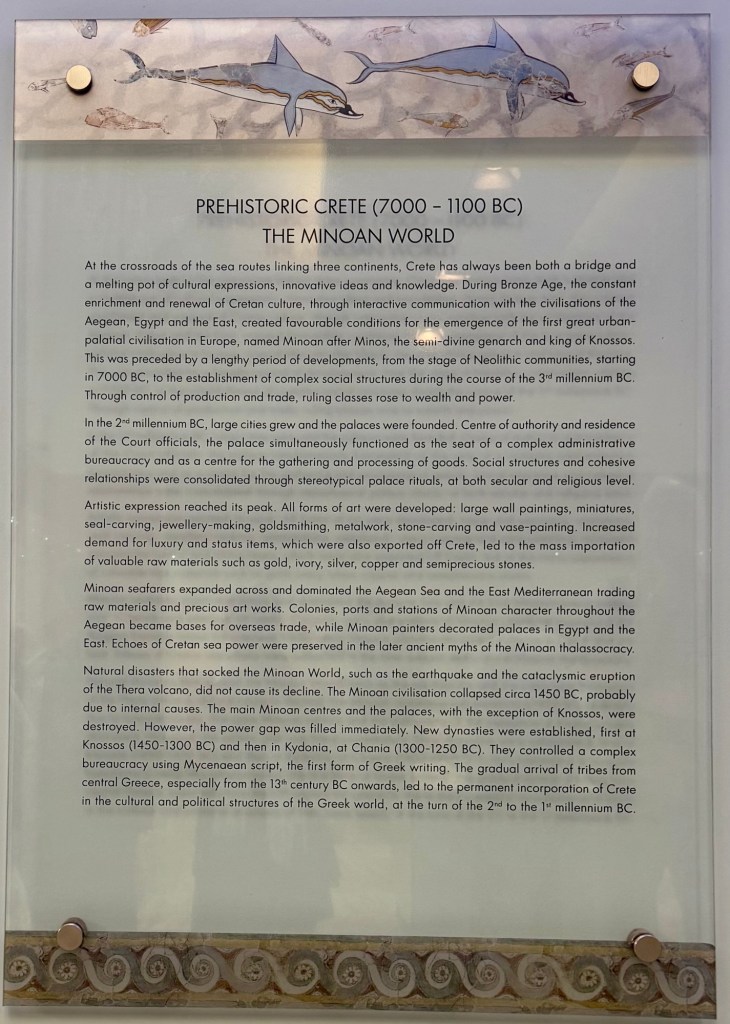 PREHISTORIC CRETE (7000 – 1100 BC)
THE MINOAN WORLD
At the crossroads of the sea routes linking three continents, Crete has always been both a bridge and
a melting pot of cultural expressions, innovative ideas and knowledge. During Bronze Age, the constant
enrichment and renewal of Cretan culture, through interactive communication with the civilisations of the
Aegean, Egypt and the East, created favourable conditions for the emergence of the first great urban-
palatial civilisation in Europe, named Minoan after Minos, the semi-divine genarch and king of Knossos.
This was preceded by a lengthy period of developments, from the stage of Neolithic communities, starting
in 7000 BC, to the establishment of complex social structures during the course of the 3rd millennium BC.
Through control of production and trade, ruling classes rose to wealth and power.
In the 2nd millennium BC, large cities grew and the palaces were founded. Centre of authority and residence
of the Court officials, the palace simultaneously functioned as the seat of a complex administrative
bureaucracy and as a centre for the gathering and processing of goods. Social structures and cohesive
relationships were consolidated through stereotypical palace rituals, at both secular and religious level.
Artistic expression reached its peak. All forms of art were developed: large wall paintings, miniatures,
seal-carving, jewellery-making, goldsmithing, metalwork, stone-carving and vase-painting. Increased
demand for luxury and status items, which were also exported off Crete, led to the mass importation
of valuable raw materials such as gold, ivory, silver, copper and semiprecious stones.
Minoan seafarers expanded across and dominated the Aegean Sea and the East Mediterranean trading
raw materials and precious art works. Colonies, ports and stations of Minoan character throughout the
Aegean became bases for overseas trade, while Minoan painters decorated palaces in Egypt and the
East. Echoes of Cretan sea power were preserved in the later ancient myths of the Minoan thalassocracy.
Natural disasters that socked the Minoan World, such as the earthquake and the cataclysmic eruption
of the Thera volcano, did not cause its decline. The Minoan civilisation collapsed circa 1450 BC, probably
due to internal causes. The main Minoan centres and the palaces, with the exception of Knossos, were
destroyed. However, the power gap was filled immediately. New dynasties were established, first at
Knossos (1450-1300 BC) and then in Kydonia, at Chania (1300-1250 BC). They controlled a complex
bureaucracy using Mycenaean script, the first form of Greek writing. The gradual arrival of tribes from
central Greece, especially from the 13th century BC onwards, led to the permanent incorporation of Crete
in the cultural and political structures of the Greek world, at the turn of the 2nd to the 1st millennium BC.